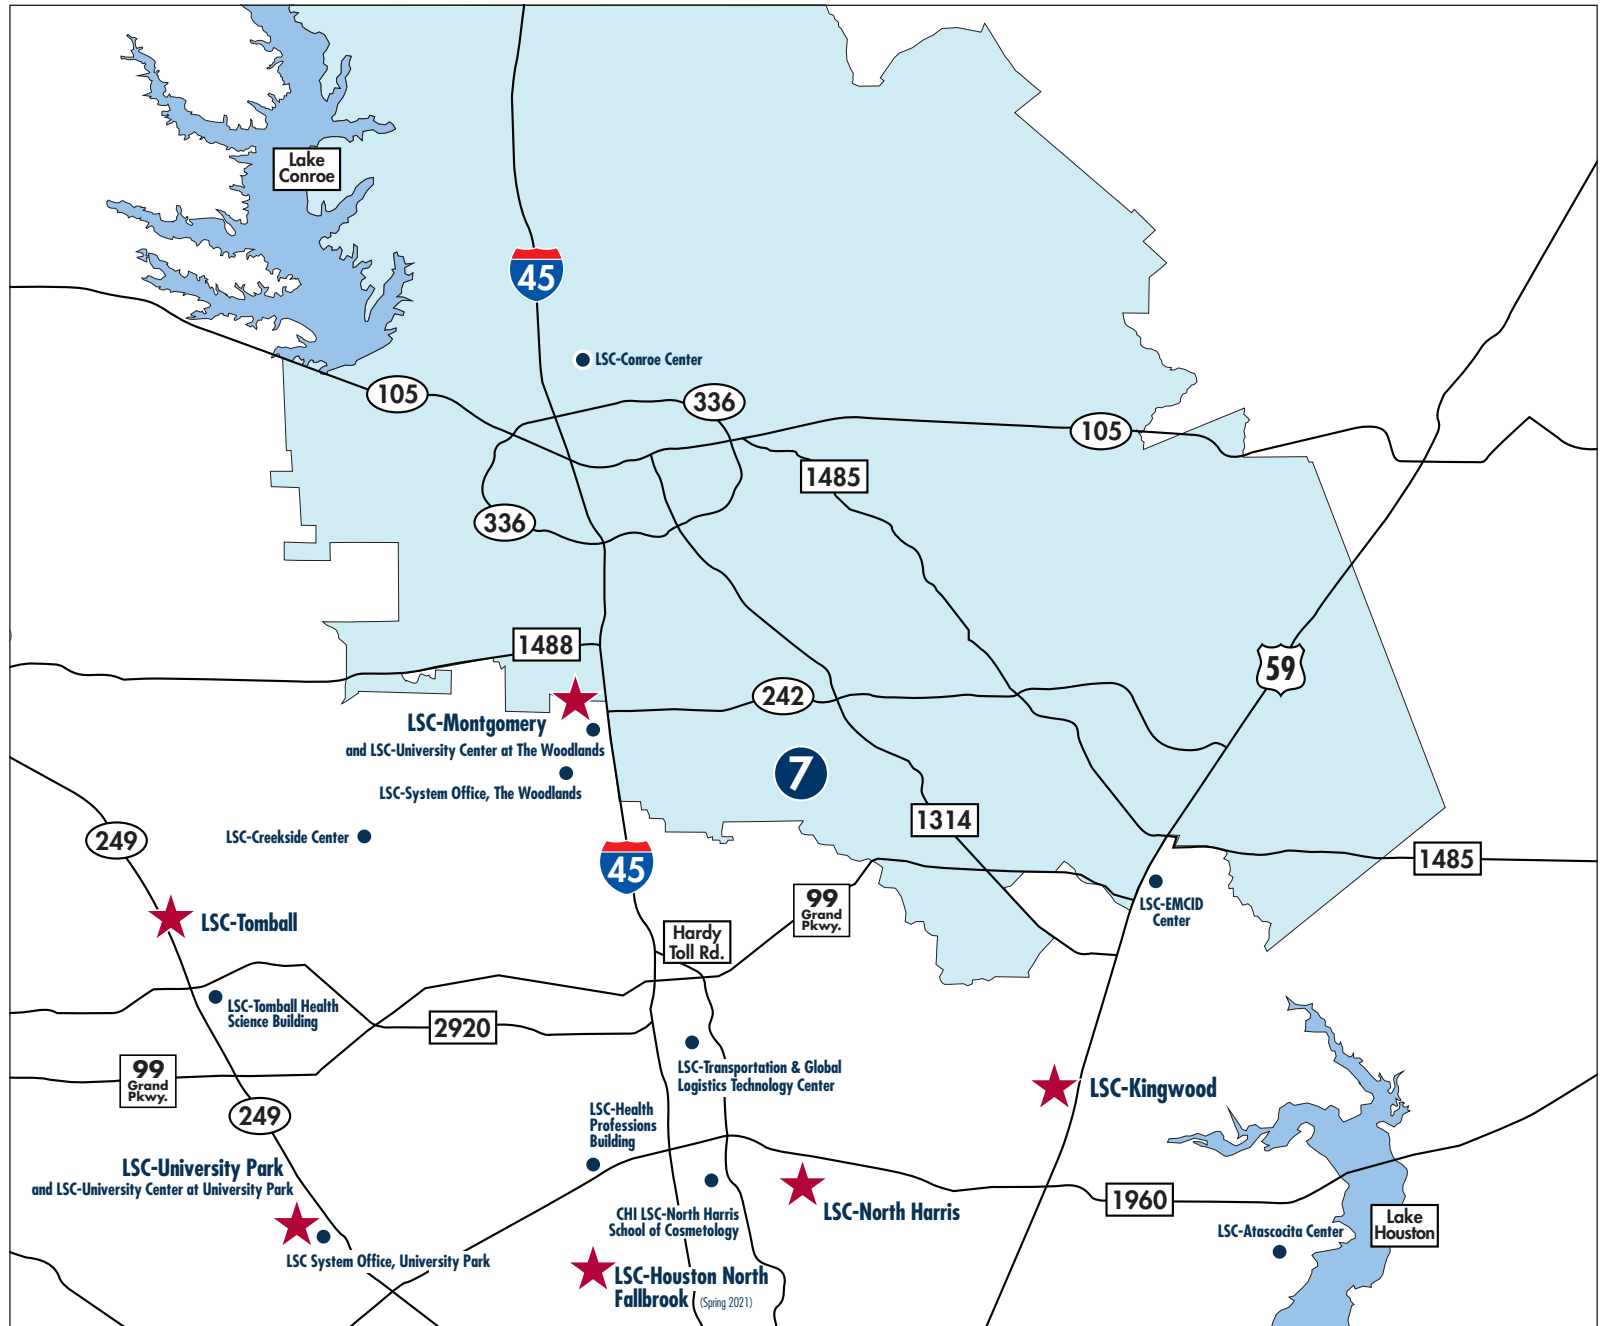 Lake
Conroe
45
LSC-Conroe Center
105
336
105
1485
336
1488
59
242
LSC-Montgomery
and LSC-University Center at The Woodlands
7
LSC-System Office, The Woodlands
1314
249
LSC-Creekside Center
45
1485
99
Grand
Pkwy.
LSC-EMCID
Center
LSC-Tomball
Hardy
Toll Rd.
LSC-Tomball Health
Science Building
2920
99
Grand
Pkwy.
LSC-Transportation & Global
Logistics Technology Center
LSC-Kingwood
249
LSC-Health
Professions
Building
LSC-University Park
and LSC-University Center at University Park
1960
LSC-North Harris
CHI LSC-North Harris
School of Cosmetology
Lake
Houston
LSC-Atascocita Center
LSC System Office, University Park
LSC-Houston North
Fallbrook (Spring 2021)